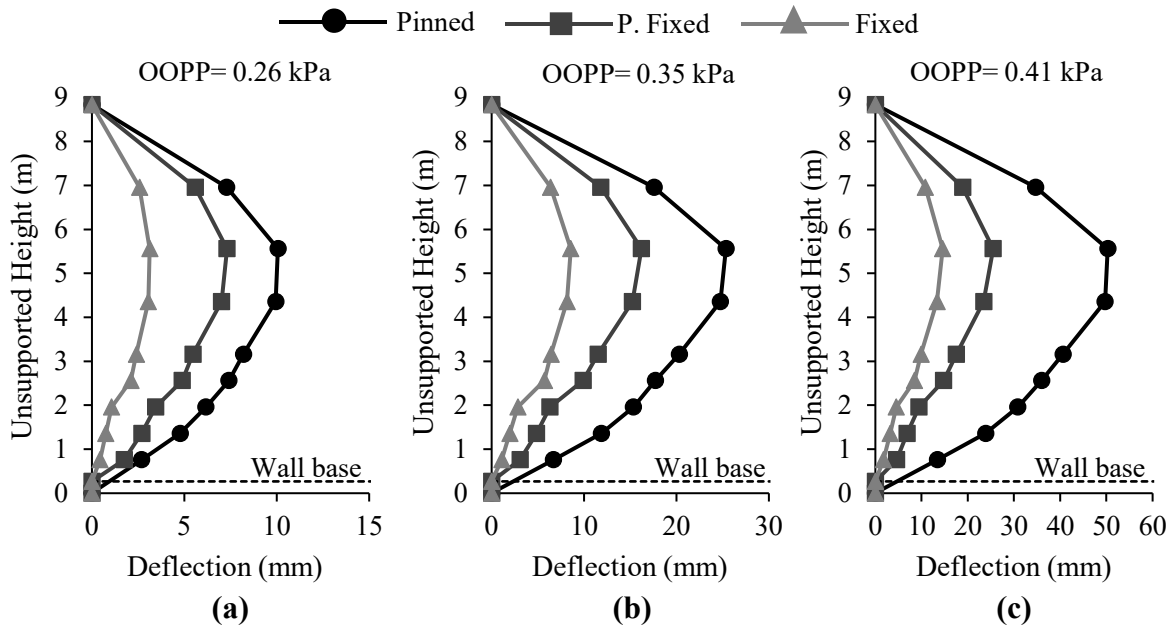 Pinned P. Fixed Fixed
OOPP= 0.26 kPa
Unsupported Height (m)
9
8
7
6
5
4
3
2
1
0
Wall base
0 5 10 15
Deflection (mm)
(a)
OOPP= 0.35 kPa
Unsupported Height (m)
9
8
7
6
5
4
3
2
1
0
Wall base
0 10 20 30
Deflection (mm)
(b)
OOPP= 0.41 kPa
Unsupported Height (m)
9
8
7
6
5
4
3
2
1
0
Wall base
0 10 20 30 40 50 60
Deflection (mm)
(c)